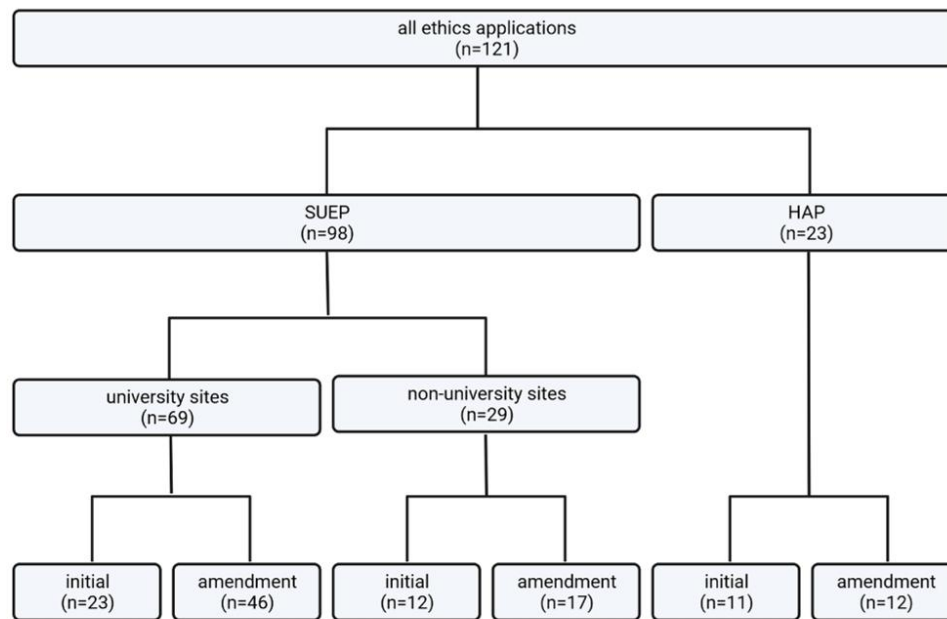 all ethics applications
(n=121)
SUEP
(n=98)
HAP
(n=23)
university sites
(n=69)
non-university sites
(n=29)
initial
(n=23)
amendment
(n=46)
initial
(n=12)
amendment
(n=17)
initial
(n=11)
amendment
(n=12)